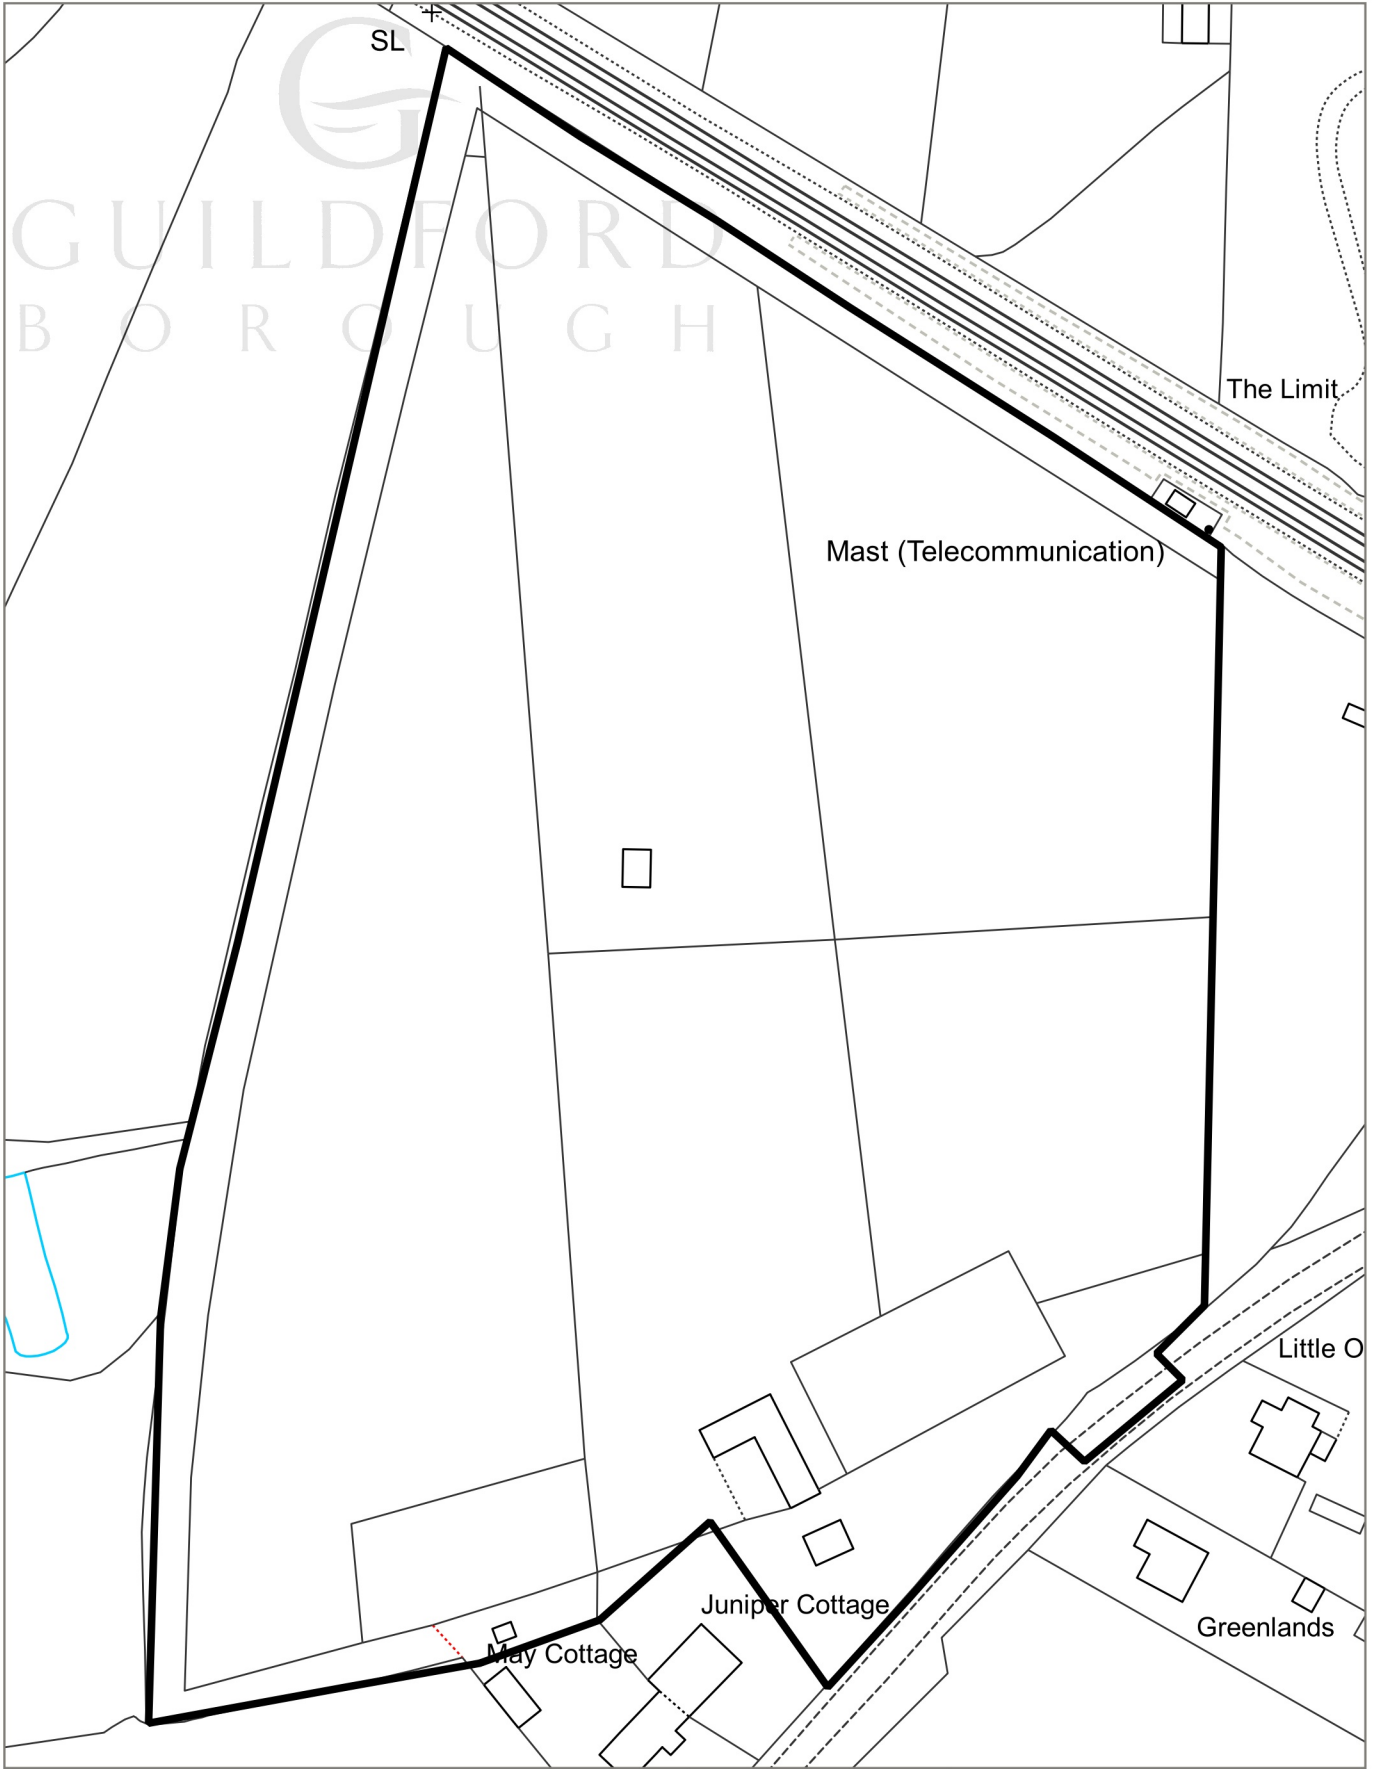 SL
GUILDFORD
BOROUGH
The Limit
Mast (Telecommunication)
Little O
Juniper Cottage
Greenlands
May Cottage